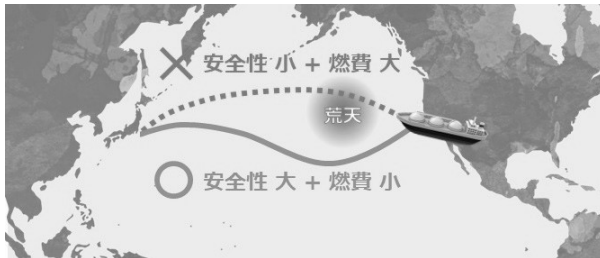 × 安全性 小 + 燃費 大
荒天
○ 安全性 大 + 燃費 小